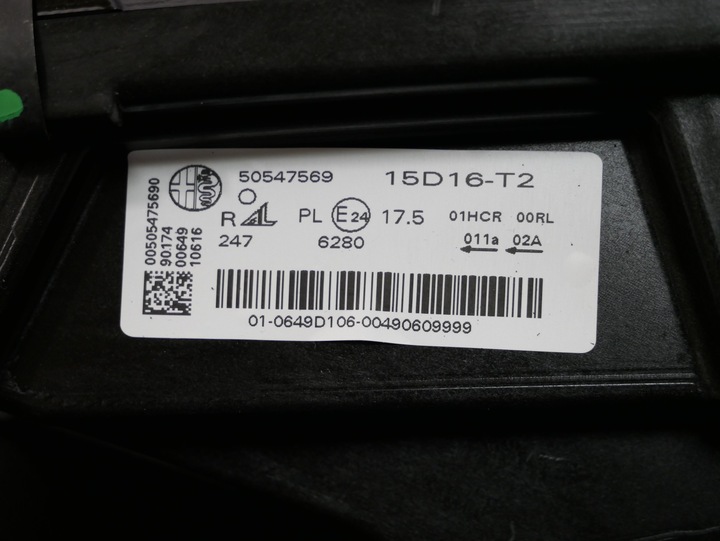 50547569 15D16-T2
R AL PL E24 17.5 01HCR 00RL
247 6280 011a 02A
00505475690
90174
00649
10616
01-0649D106-00490609999